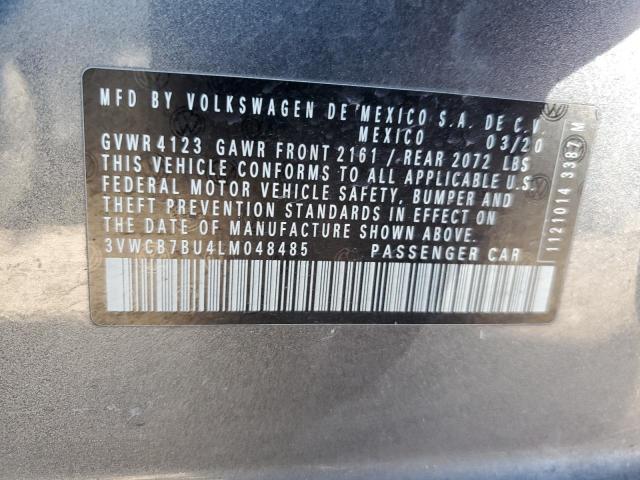 MFD BY VOLKSWAGEN DE MEXICO S.A. DE C.V.
MEXICO 03/20
GVWR 4123 GAWR FRONT 2161 / REAR 2072 LBS
THIS VEHICLE CONFORMS TO ALL APPLICABLE U.S.
FEDERAL MOTOR VEHICLE SAFETY, BUMPER AND
THEFT PREVENTION STANDARDS IN EFFECT ON
THE DATE OF MANUFACTURE SHOWN ABOVE.
3VWCB7BU4LM048485 PASSENGER CAR
1121014 3387 M